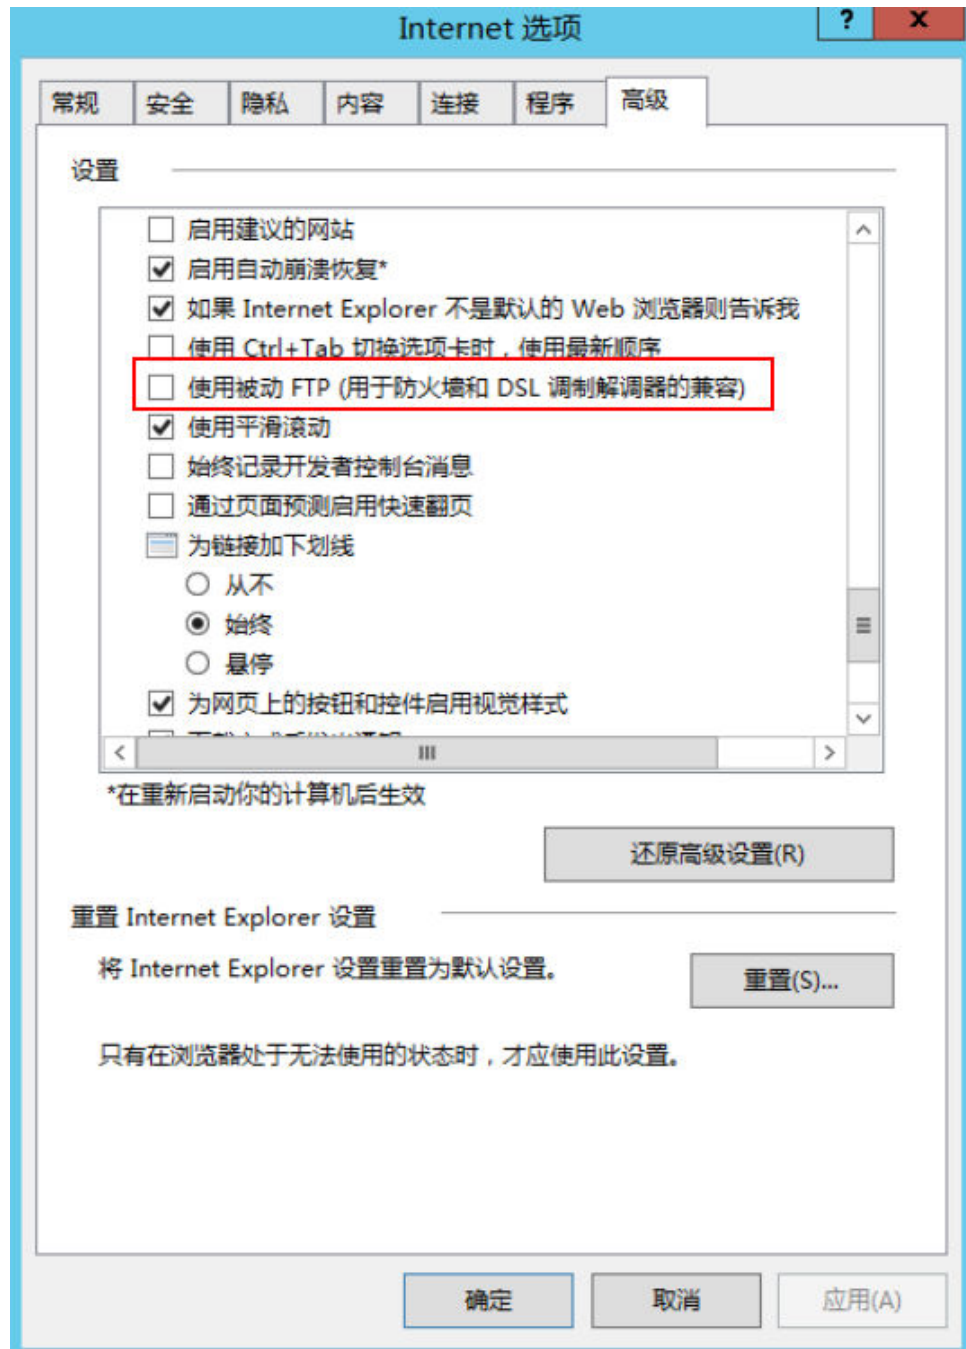 Internet 选项
?
x
常规 安全 隐私 内容 连接 程序 高级
设置
启用建议的网站
启用自动崩溃恢复*
如果 Internet Explorer 不是默认的 Web 浏览器则告诉我
使用 Ctrl+Tab 切换选项卡时，使用最新顺序
使用被动 FTP (用于防火墙和 DSL 调制解调器的兼容)
使用平滑滚动
始终记录开发者控制台消息
通过页面预测启用快速翻页
为链接加下划线
从不
始终
悬停
为网页上的按钮和控件启用视觉样式
*在重新启动你的计算机后生效
还原高级设置(R)
重置 Internet Explorer 设置
将 Internet Explorer 设置重置为默认设置。
重置(S)...
只有在浏览器处于无法使用的状态时，才应使用此设置。
确定 取消 应用(A)